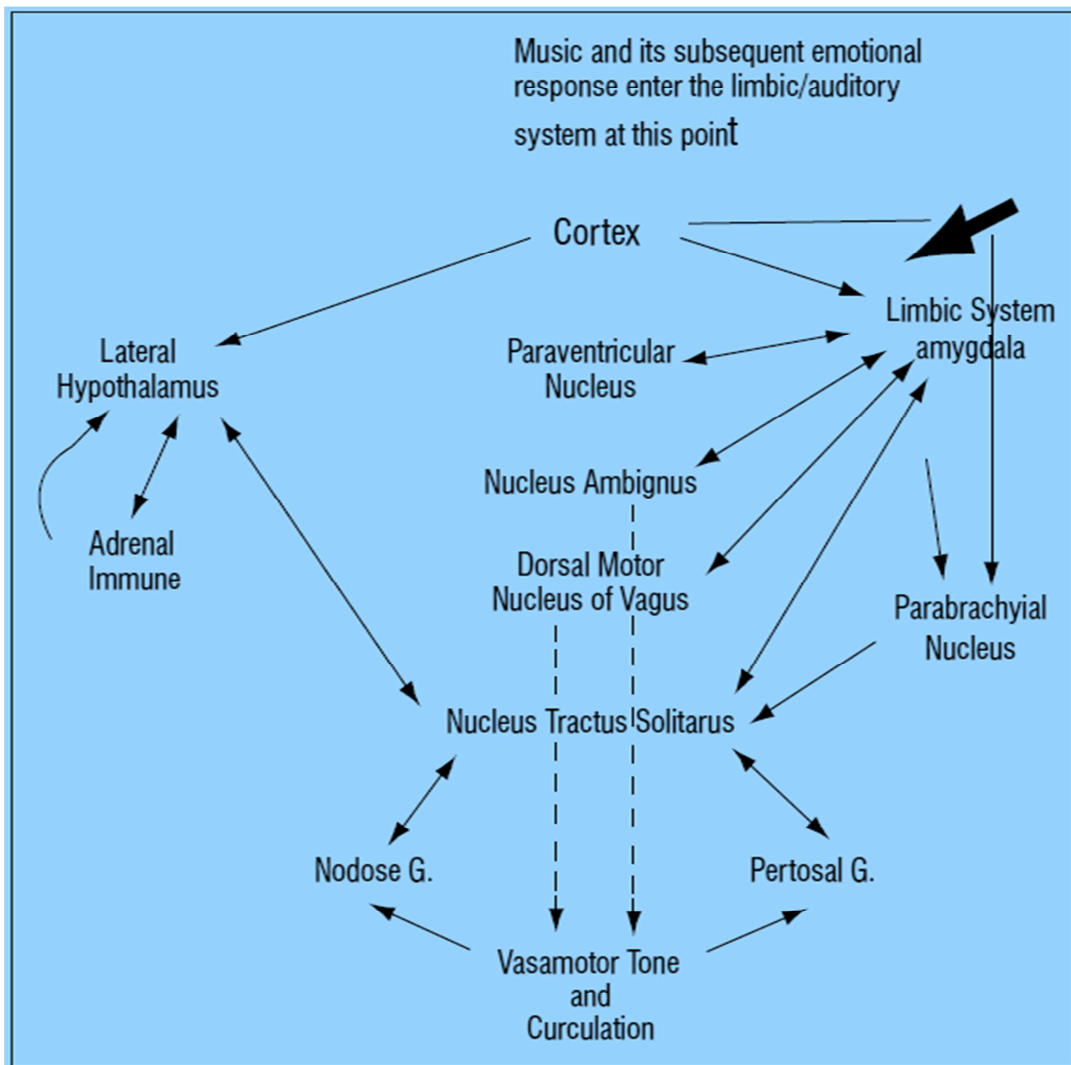 Music and its subsequent emotional
response enter the limbic/auditory
system at this point
Cortex
Limbic System
amygdala
Lateral
Hypothalamus
Paraventricular
Nucleus
Nucleus Ambignus
Adrenal
Immune
Dorsal Motor
Nucleus of Vagus
Parabrachyial
Nucleus
Nucleus Tractus Solitarus
Nodose G.
Pertosal G.
Vasamotor Tone
and
Curculation